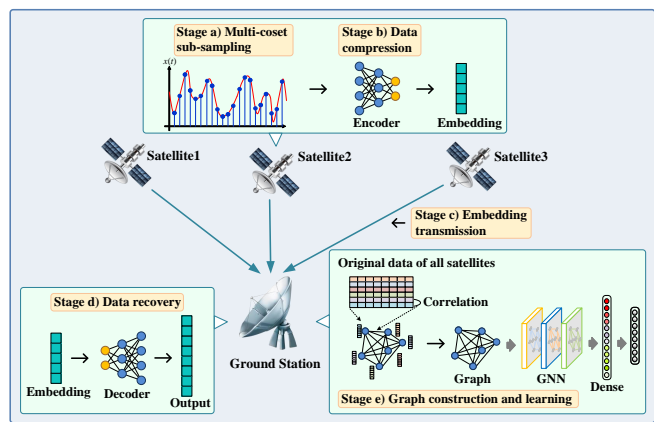 Stage a) Multi-coset
sub-sampling
Stage b) Data
compression
x(t)
Encoder
Embedding
Satellite1
Satellite2
Satellite3
Stage c) Embedding
transmission
Stage d) Data recovery
Embedding
Decoder
Output
Ground Station
Original data of all satellites
Correlation
Graph
GNN
Dense
Stage e) Graph construction and learning